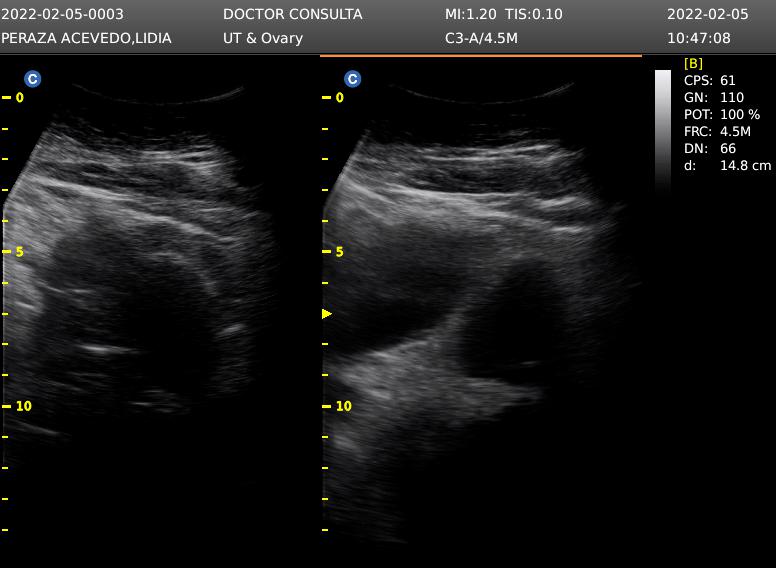 2022-02-05-0003 DOCTOR CONSULTA MI:1.20 TIS:0.10 2022-02-05
PERAZA ACEVEDO,LIDIA UT & Ovary C3-A/4.5M 10:47:08
[B]
CPS: 61
GN: 110
POT: 100 %
FRC: 4.5M
DN: 66
d: 14.8 cm
C
0
5
10
C
0
5
10